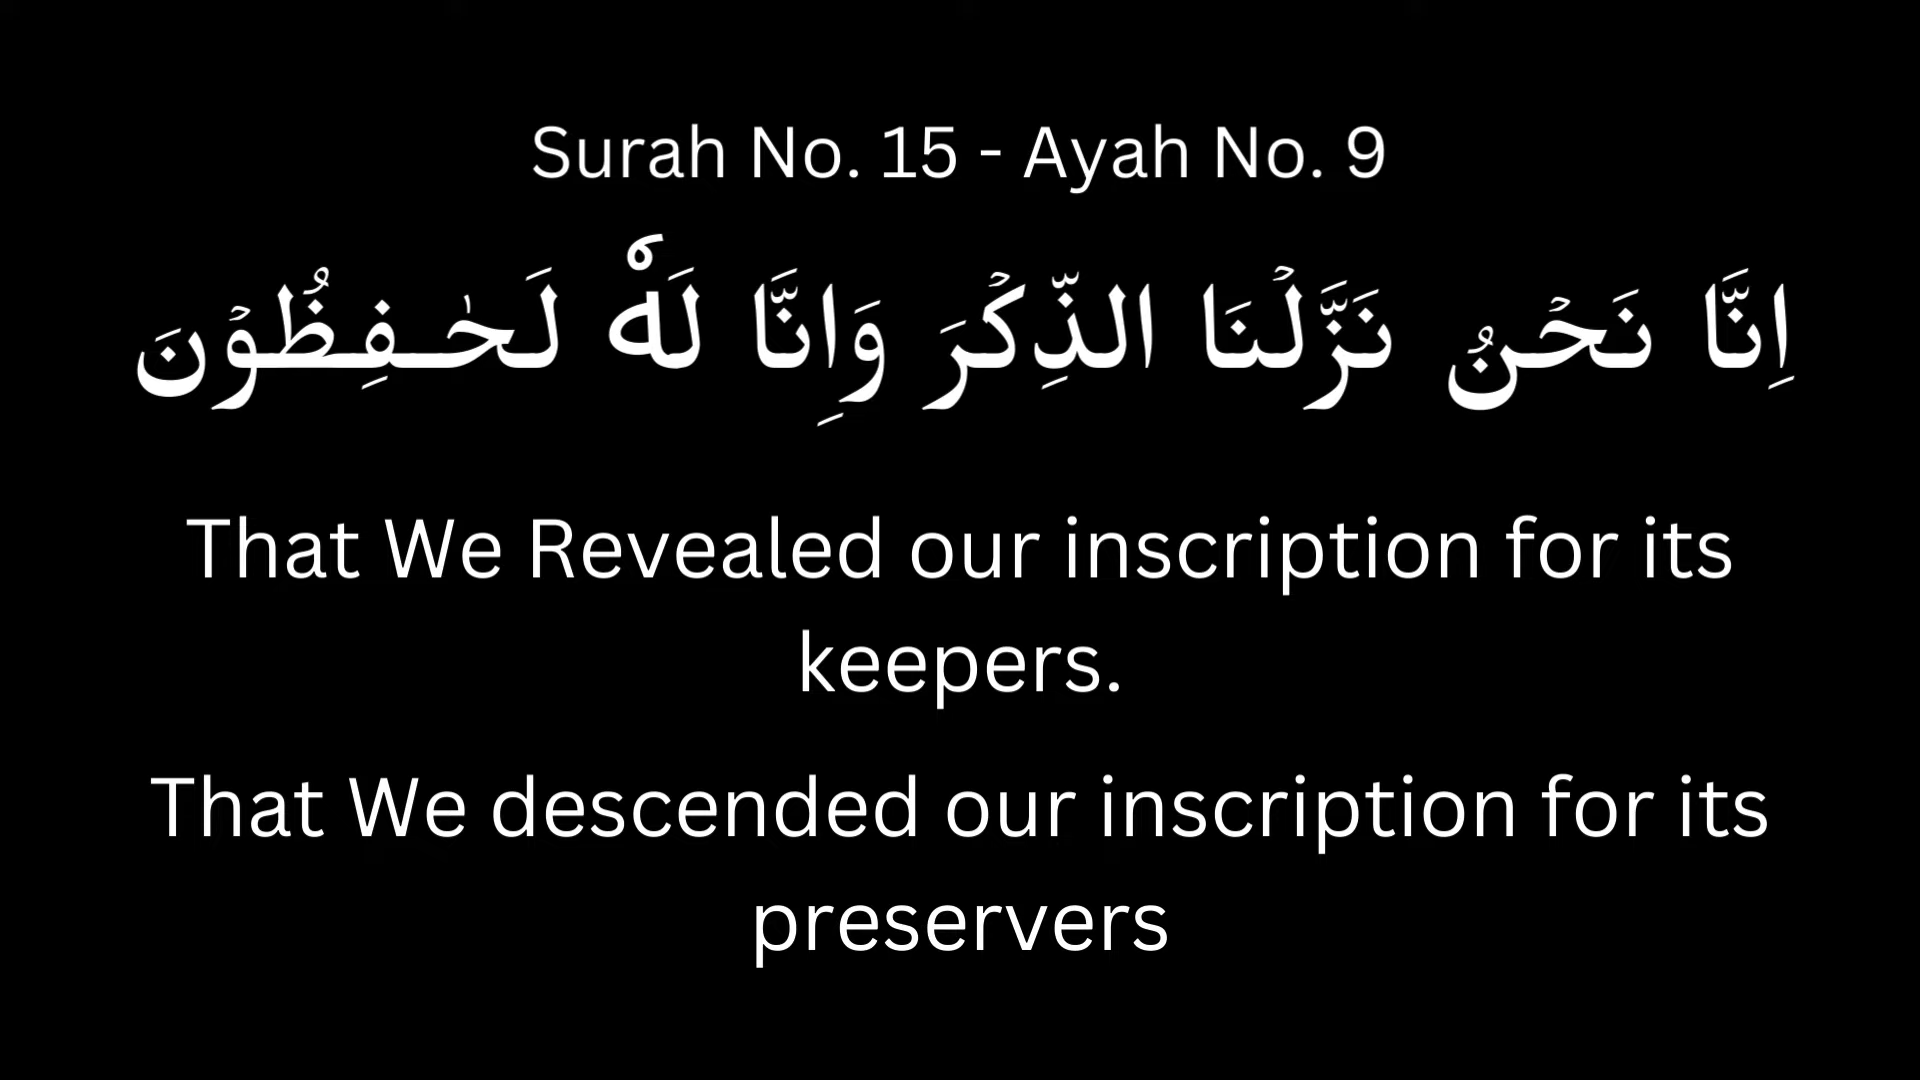 Surah No. 15 - Ayah No. 9
اِنَّا نَحۡنُ نَزَّلۡنَا الذِّكۡرَ وَاِنَّا لَهٗ لَحٰـفِظُوۡنَ
That We Revealed our inscription for its
keepers.
That We descended our inscription for its
preservers